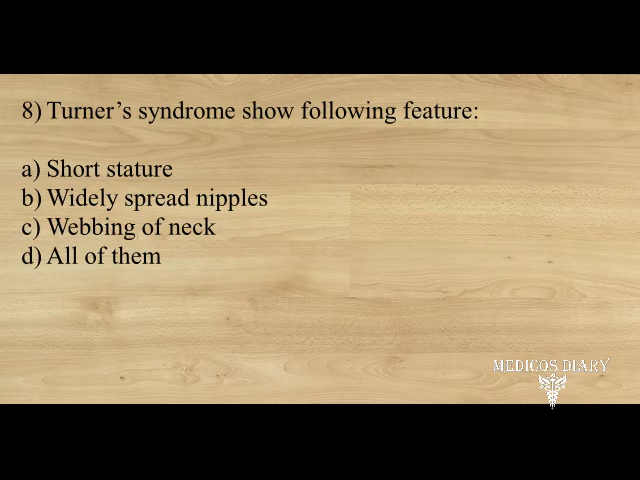 8) Turner’s syndrome show following feature:
a) Short stature
b) Widely spread nipples
c) Webbing of neck
d) All of them
MEDICOS DIARY